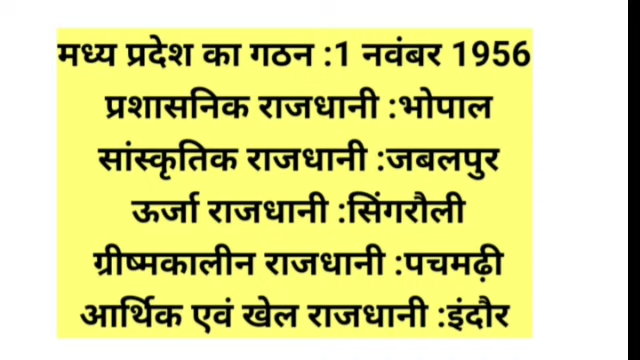 मध्य प्रदेश का गठन :1 नवंबर 1956
प्रशासनिक राजधानी :भोपाल
सांस्कृतिक राजधानी :जबलपुर
ऊर्जा राजधानी :सिंगरौली
ग्रीष्मकालीन राजधानी :पचमढ़ी
आर्थिक एवं खेल राजधानी :इंदौर